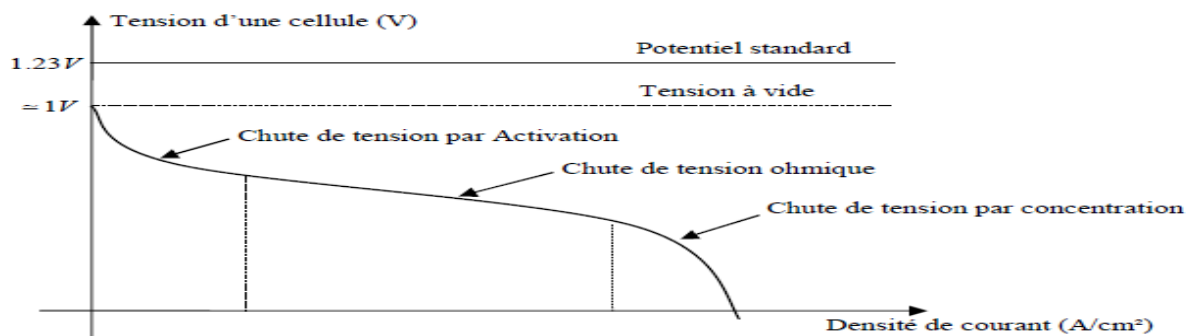 Tension d'une cellule (V)
Potentiel standard
1.23V
Tension à vide
≃1V
Chute de tension par Activation
Chute de tension ohmique
Chute de tension par concentration
Densité de courant (A/cm²)